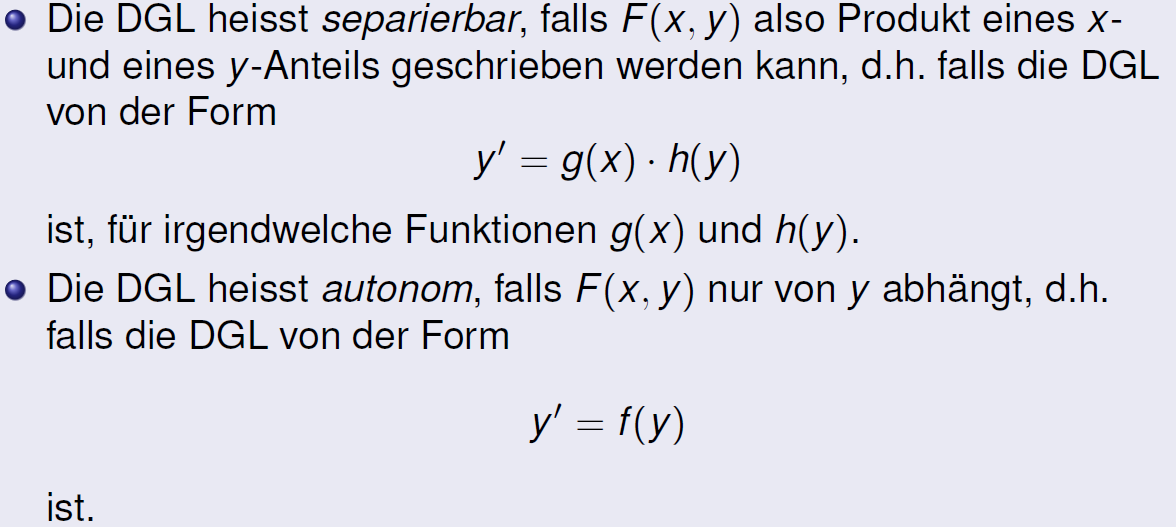 Die DGL heisst separierbar, falls F(x, y) also Produkt eines x-
und eines y-Anteils geschrieben werden kann, d.h. falls die DGL
von der Form
y′ = g(x) · h(y)
ist, für irgendwelche Funktionen g(x) und h(y).
Die DGL heisst autonom, falls F(x, y) nur von y abhängt, d.h.
falls die DGL von der Form
y′ = f(y)
ist.